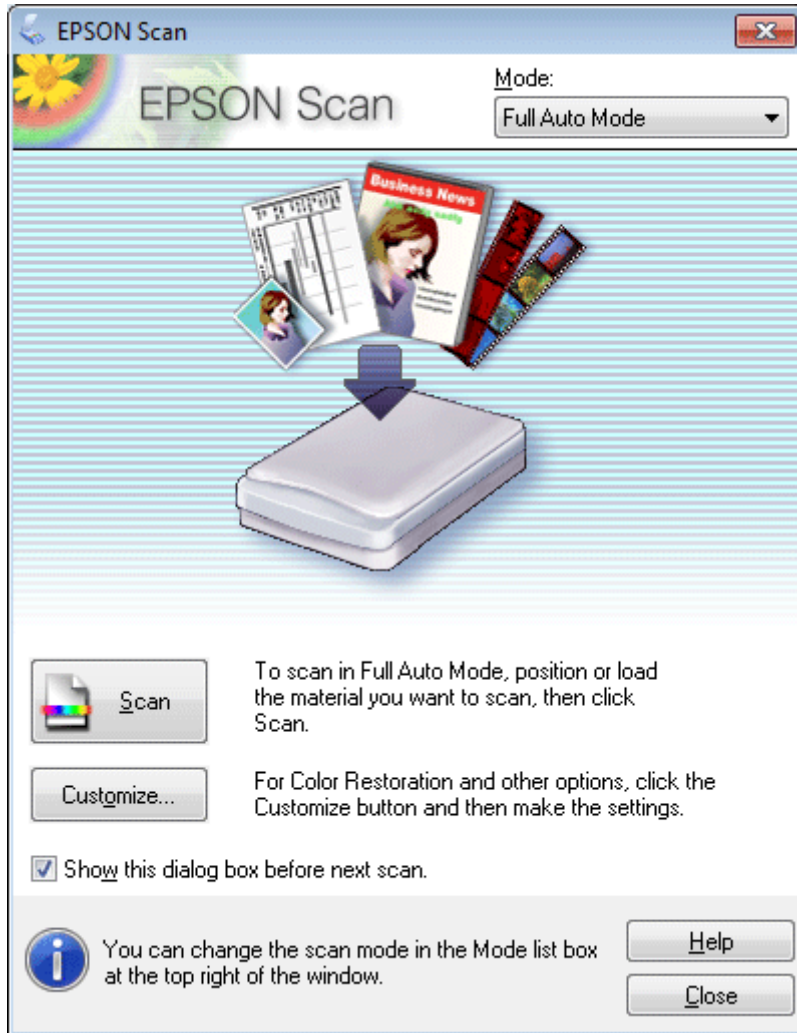 EPSON Scan
EPSON Scan
Mode:
Full Auto Mode
Business News
Scan
To scan in Full Auto Mode, position or load
the material you want to scan, then click
Scan.
Customize...
For Color Restoration and other options, click the
Customize button and then make the settings.
Show this dialog box before next scan.
You can change the scan mode in the Mode list box
at the top right of the window.
Help
Close